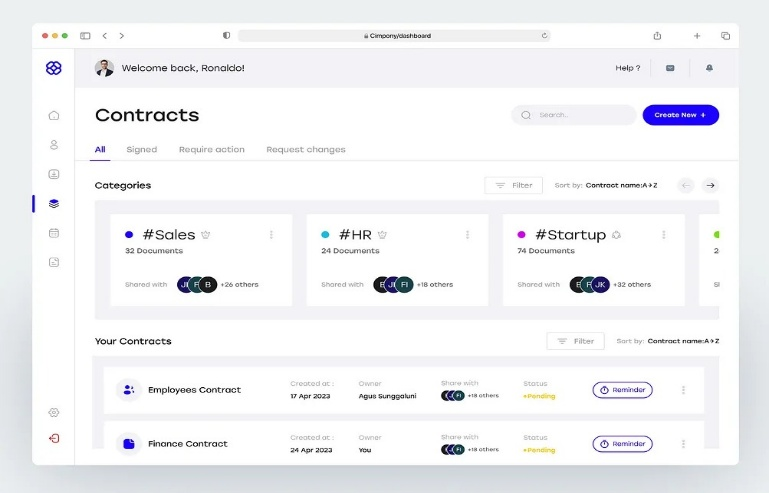 Cimpony/dashboard
Welcome back, Ronaldo!
Help ?
Contracts
Search..
Create New +
All
Signed
Require action
Request changes
Categories
Filter
Sort by: Contract name:A→Z
#Sales
32 Documents
Shared with
B
+26 others
#HR
24 Documents
Shared with
FI
+18 others
#Startup
74 Documents
Shared with
JK
+32 others
Your Contracts
Filter
Sort by: Contract name:A→Z
Employees Contract
Created at :
17 Apr 2023
Owner
Agus Sunggaluni
Share with
+18 others
Status
Pending
Reminder
Finance Contract
Created at :
24 Apr 2023
Owner
You
Share with
+18 others
Status
Pending
Reminder